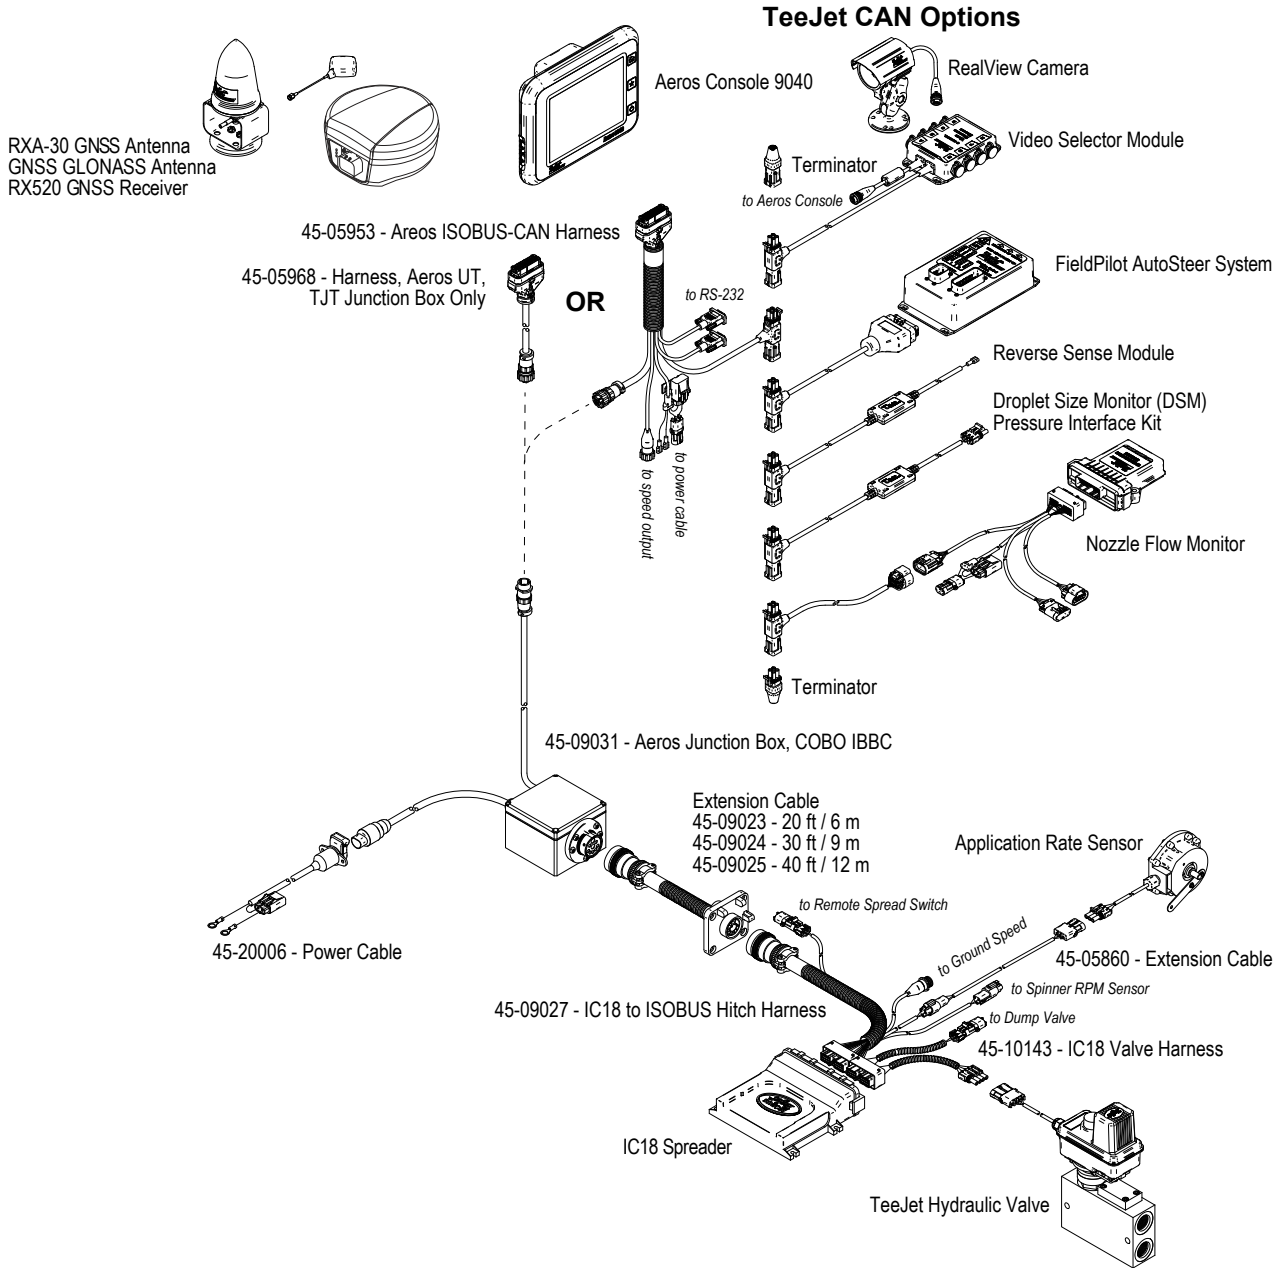 TeeJet CAN Options
RealView Camera
Aeros Console 9040
Video Selector Module
RXA-30 GNSS Antenna
GNSS GLONASS Antenna
RX520 GNSS Receiver
Terminator
to Aeros Console
45-05953 - Areos ISOBUS-CAN Harness
FieldPilot AutoSteer System
45-05968 - Harness, Aeros UT,
TJT Junction Box Only
OR
to RS-232
Reverse Sense Module
Droplet Size Monitor (DSM)
Pressure Interface Kit
to speed output
to power cable
Nozzle Flow Monitor
Terminator
45-09031 - Aeros Junction Box, COBO IBBC
Extension Cable
45-09023 - 20 ft / 6 m
45-09024 - 30 ft / 9 m
45-09025 - 40 ft / 12 m
Application Rate Sensor
to Remote Spread Switch
45-20006 - Power Cable
to Ground Speed
45-05860 - Extension Cable
to Spinner RPM Sensor
45-09027 - IC18 to ISOBUS Hitch Harness
to Dump Valve
45-10143 - IC18 Valve Harness
IC18 Spreader
TeeJet Hydraulic Valve